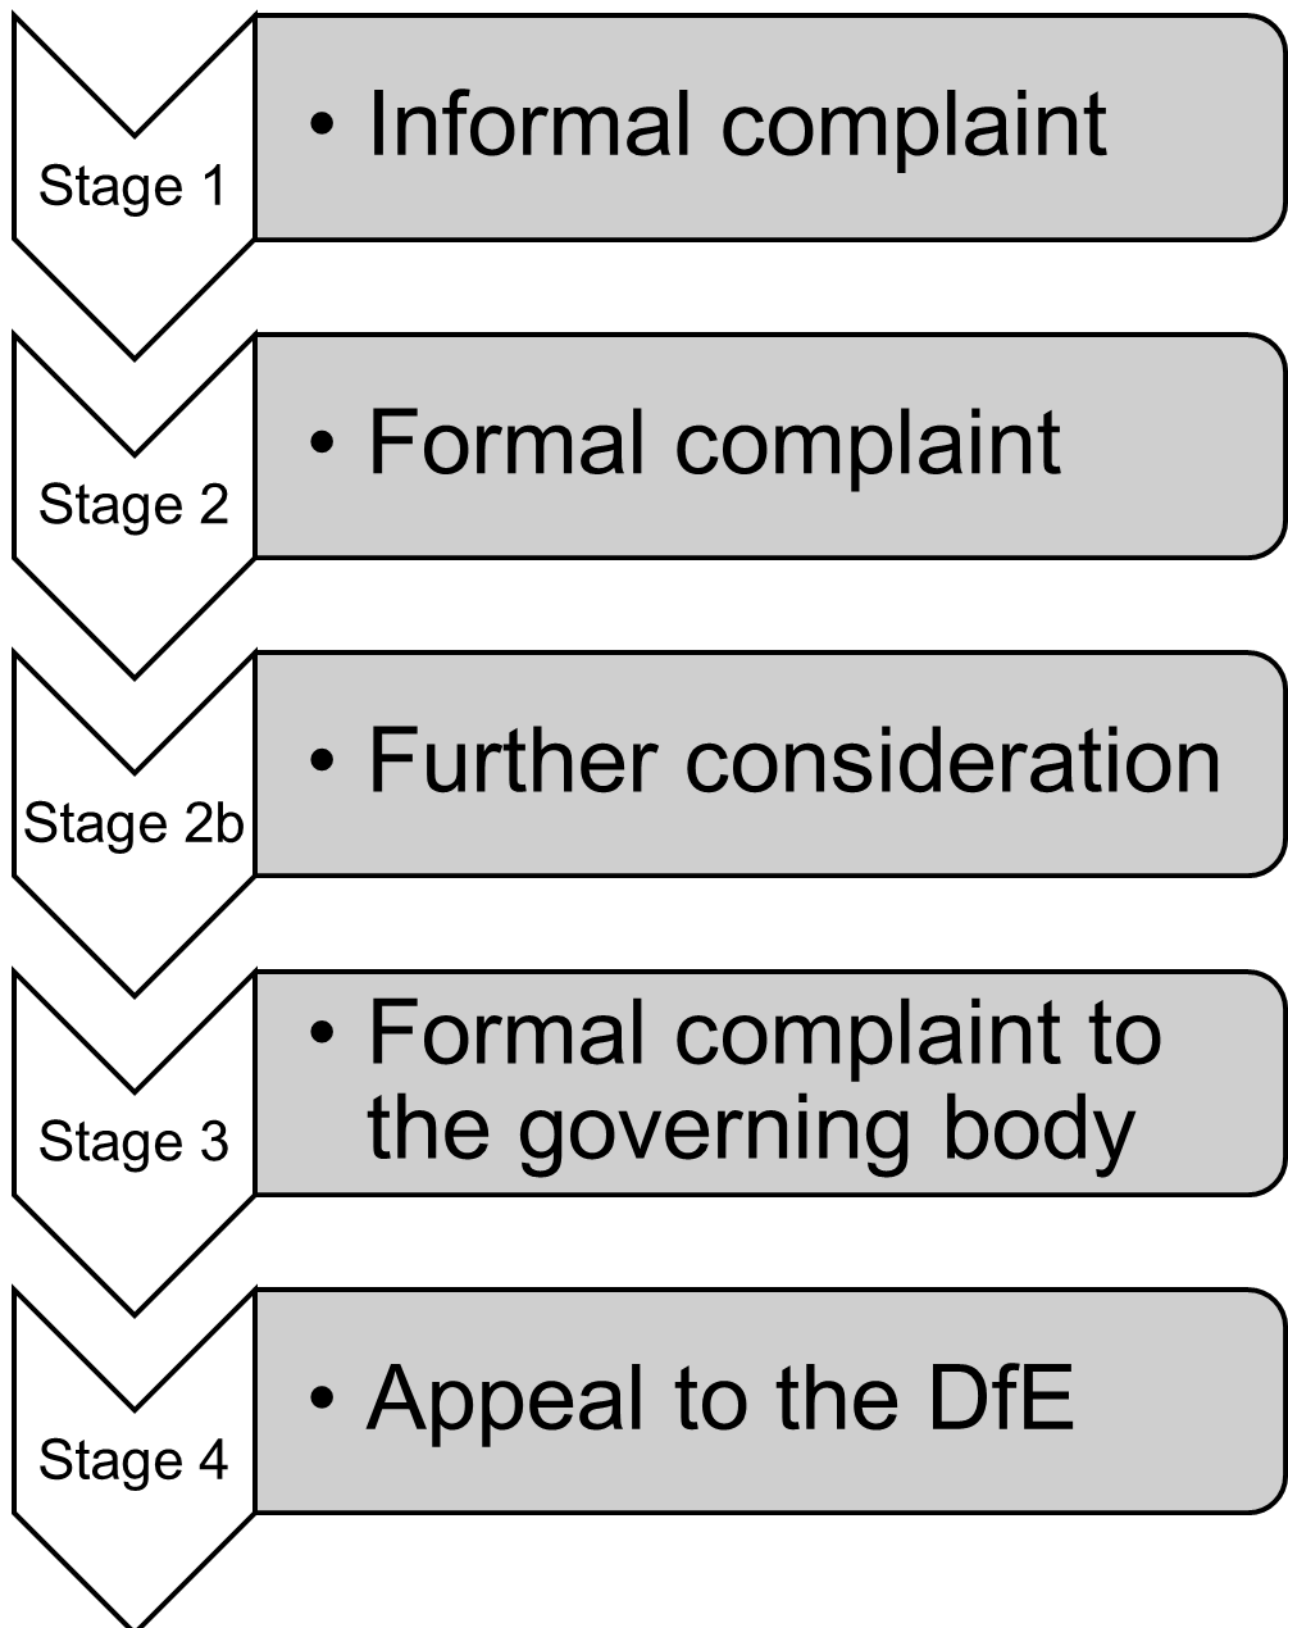 Stage 1
• Informal complaint
Stage 2
• Formal complaint
Stage 2b
• Further consideration
Stage 3
• Formal complaint to
the governing body
Stage 4
• Appeal to the DfE